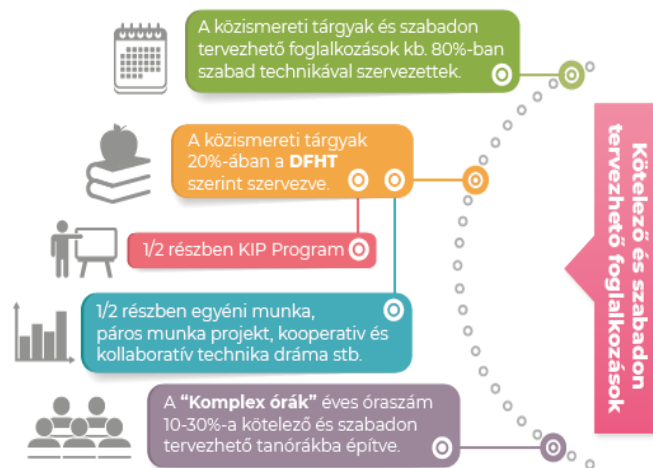 A közismereti tárgyak és szabadon
tervezhető foglalkozások kb. 80%-ban
szabad technikával szervezettek.
A közismereti tárgyak
20%-ában a DFHT
szerint szervezve.
1/2 részben KIP Program
1/2 részben egyéni munka,
páros munka projekt, kooperativ és
kollaboratív technika dráma stb.
A “Komplex órák” éves óraszám
10-30%-a kötelező és szabadon
tervezhető tanórákba építve.
Kötelező és szabadon
tervezhető foglalkozások